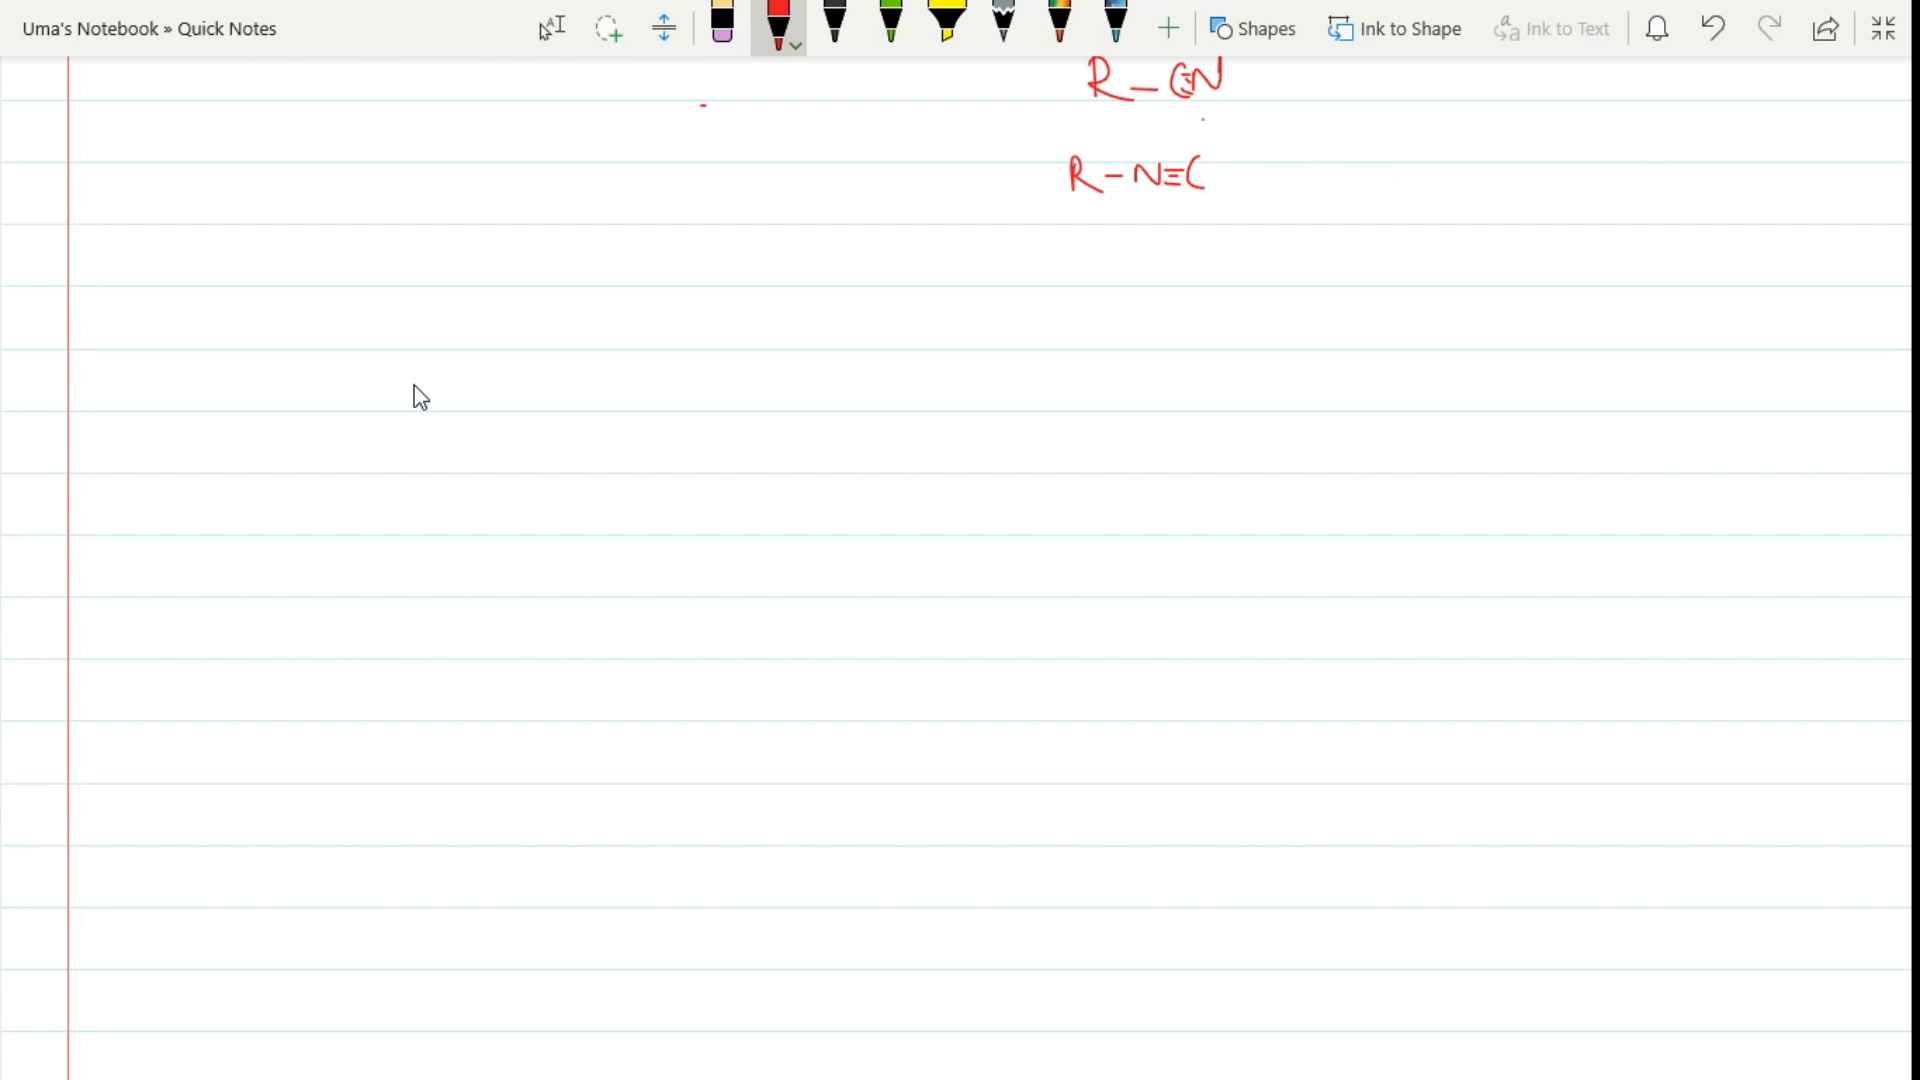 Uma's Notebook » Quick Notes
Shapes
Ink to Shape
Ink to Text
R – C≡N
R – N≡C